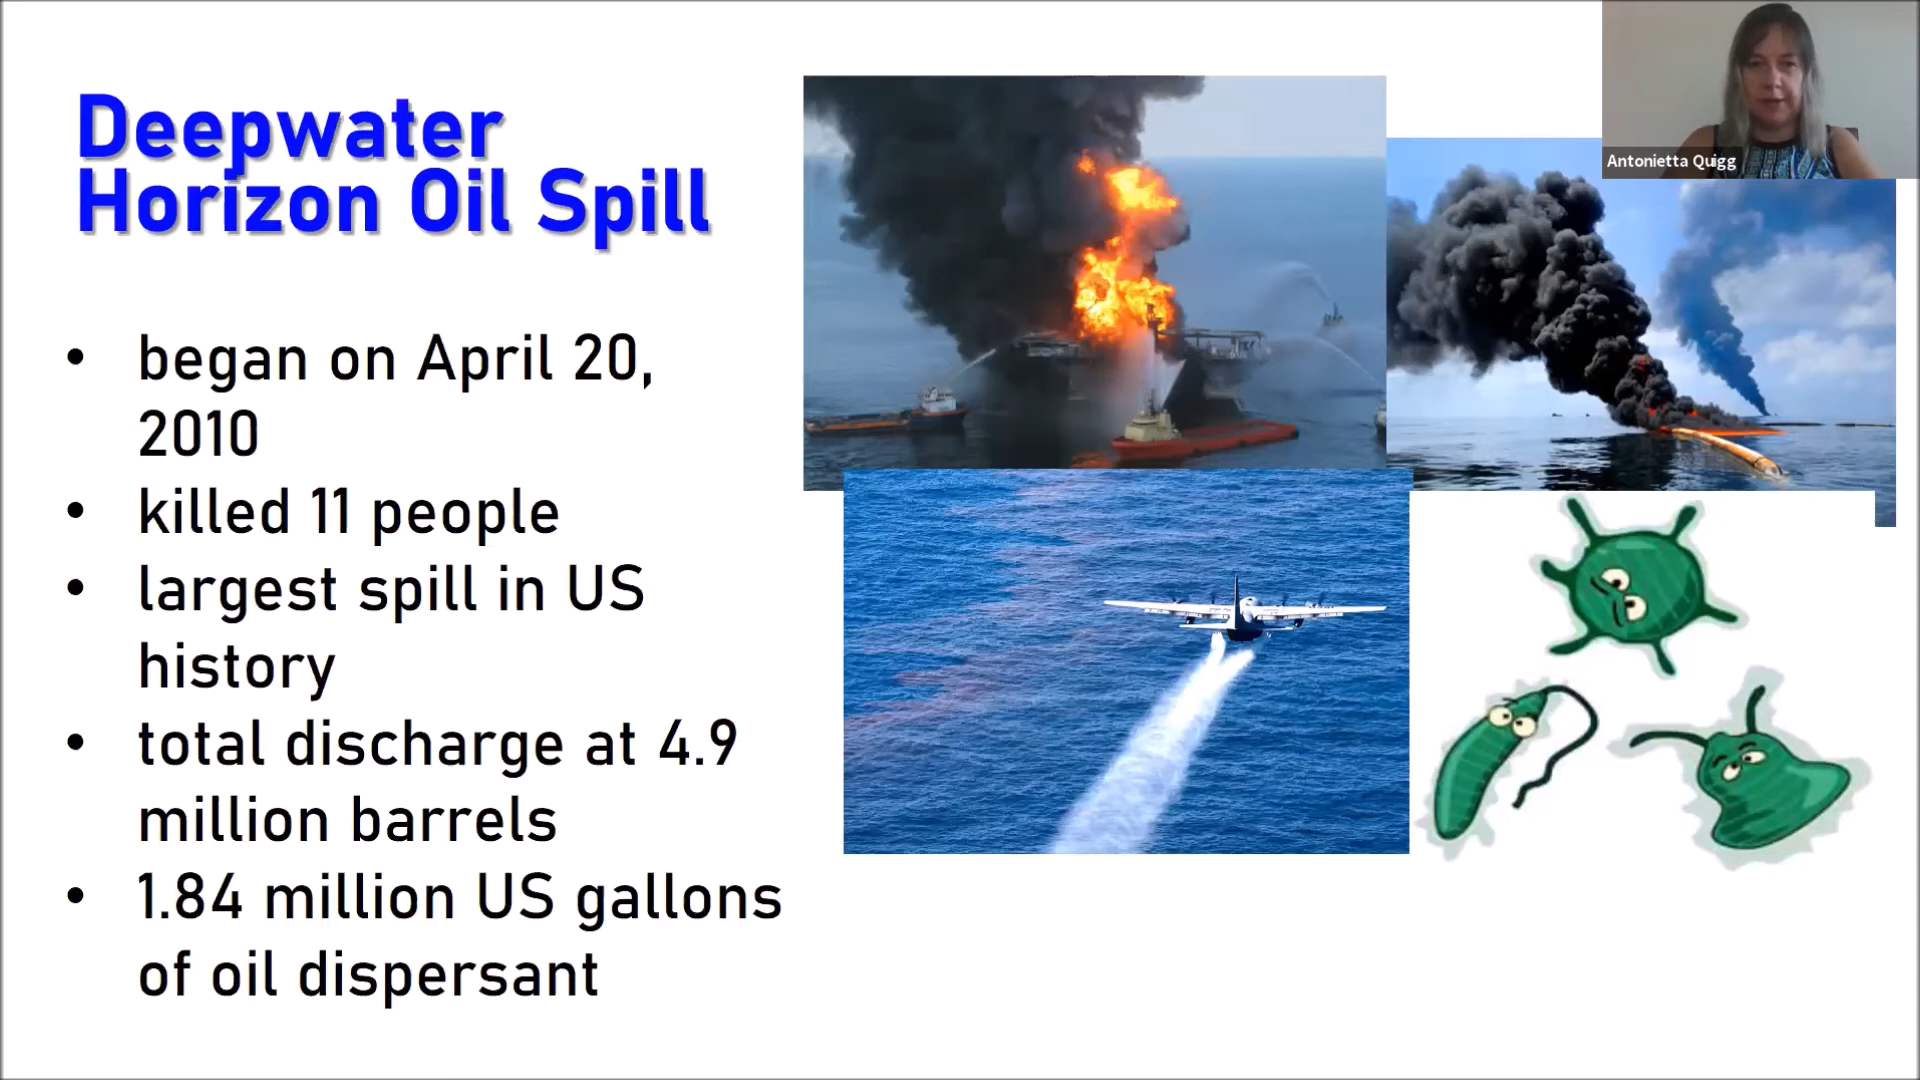 Deepwater
Horizon Oil Spill
• began on April 20,
2010
• killed 11 people
• largest spill in US
history
• total discharge at 4.9
million barrels
• 1.84 million US gallons
of oil dispersant
Antonietta Quigg